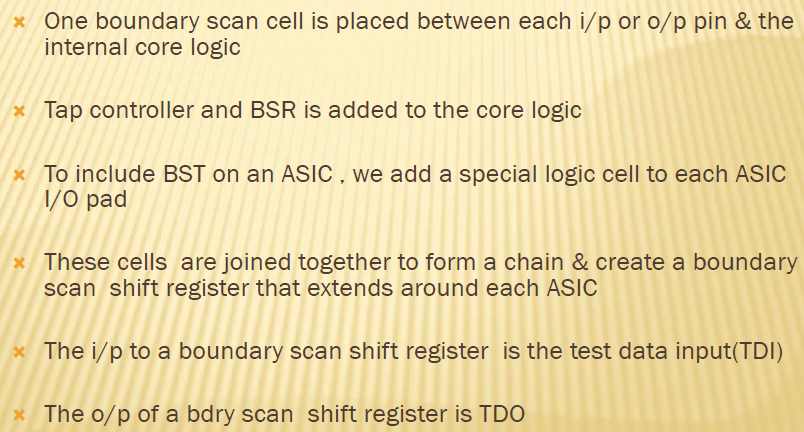 One boundary scan cell is placed between each i/p or o/p pin & the
internal core logic
Tap controller and BSR is added to the core logic
To include BST on an ASIC , we add a special logic cell to each ASIC
I/O pad
These cells  are joined together to form a chain & create a boundary
scan  shift register that extends around each ASIC
The i/p to a boundary scan shift register  is the test data input(TDI)
The o/p of a bdry scan  shift register is TDO